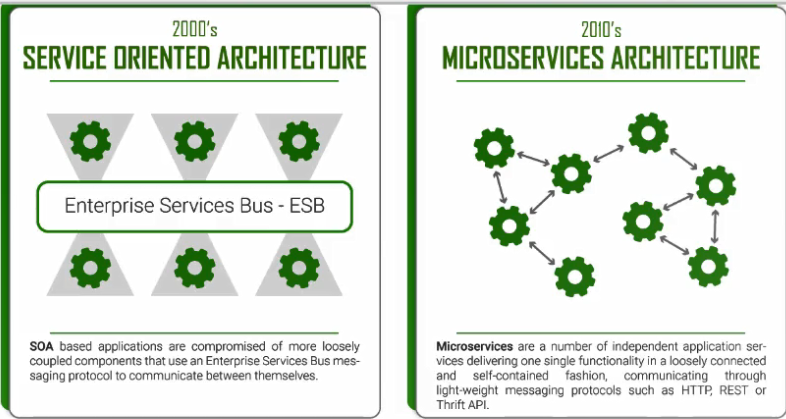 2000's
SERVICE ORIENTED ARCHITECTURE
Enterprise Services Bus - ESB
SOA based applications are compromised of more loosely
coupled components that use an Enterprise Services Bus mes-
saging protocol to communicate between themselves.
2010's
MICROSERVICES ARCHITECTURE
Microservices are a number of independent application ser-
vices delivering one single functionality in a loosely connected
and self-contained fashion, communicating through
light-weight messaging protocols such as HTTP, REST or
Thrift API.